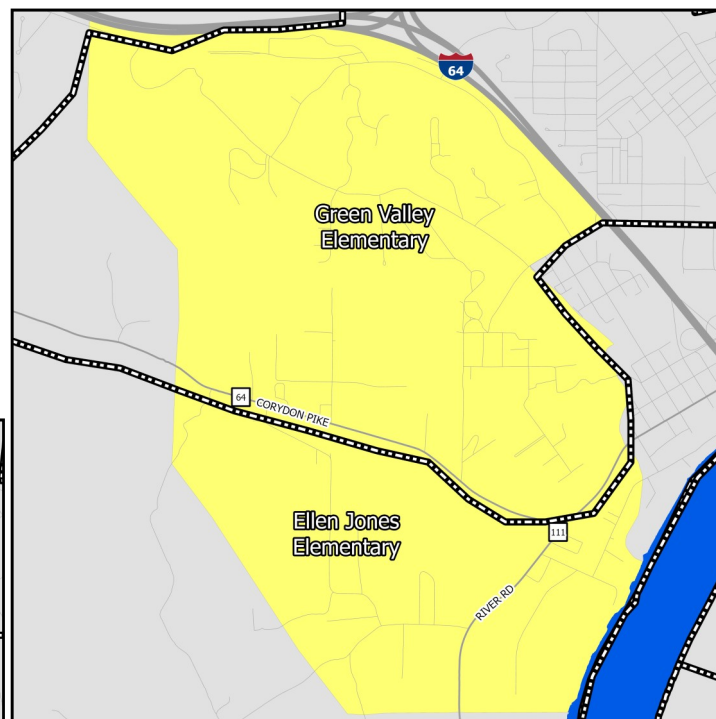 64
Green Valley
Elementary
64
CORYDON PIKE
Ellen Jones
Elementary
111
RIVER RD